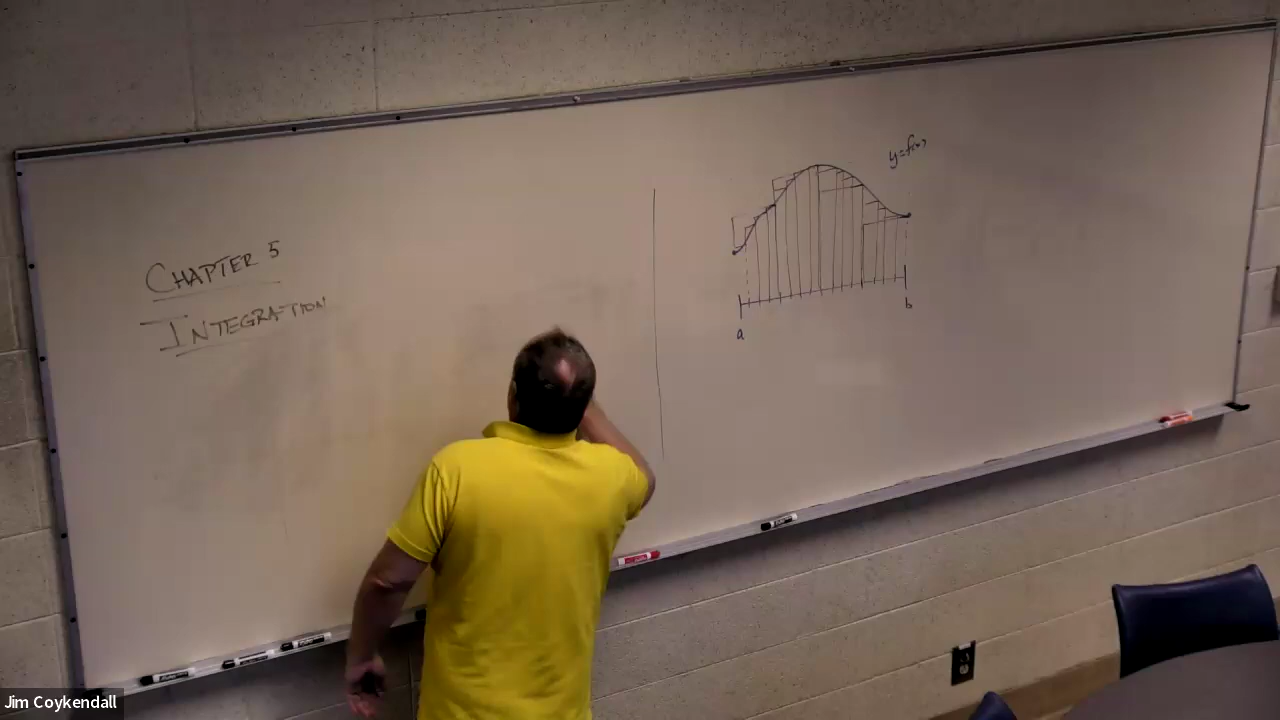 CHAPTER 5
INTEGRATION
y=f(x)
a
b
Jim Coykendall